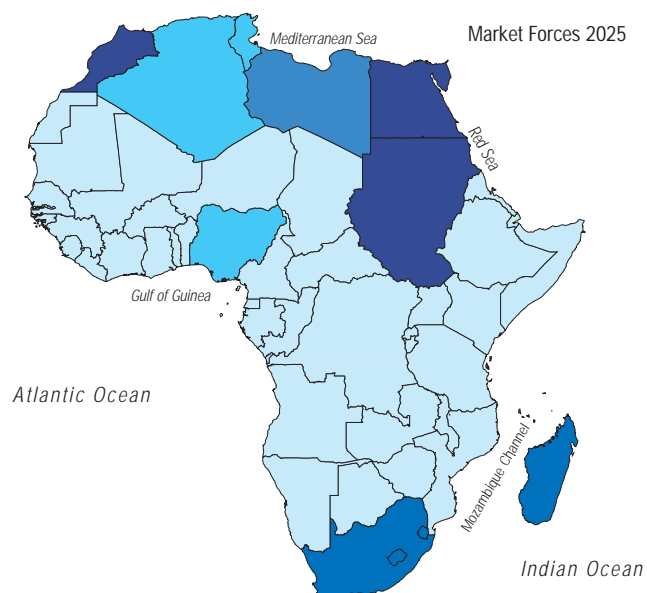 Mediterranean Sea
Market Forces 2025
Red Sea
Gulf of Guinea
Atlantic Ocean
Mozambique Channel
Indian Ocean